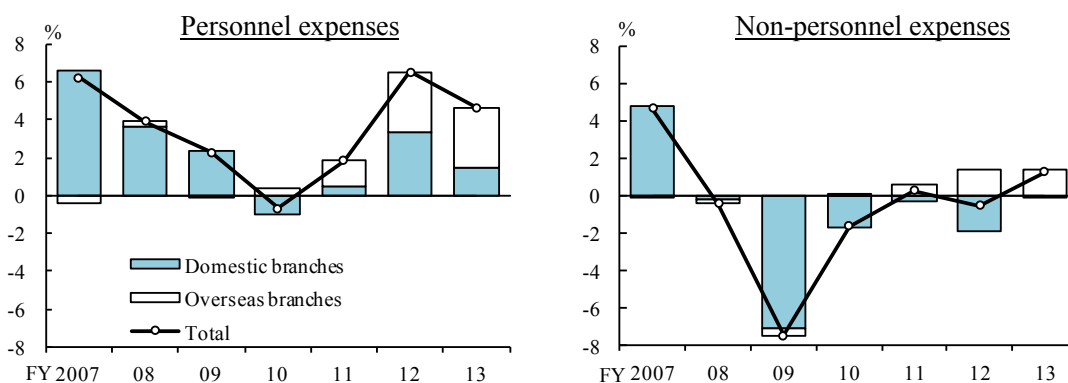 Personnel expenses
%
8
6
4
2
0
-2
-4
-6
-8
Domestic branches
Overseas branches
Total
FY 2007 08 09 10 11 12 13
Non-personnel expenses
%
8
6
4
2
0
-2
-4
-6
-8
FY 2007 08 09 10 11 12 13